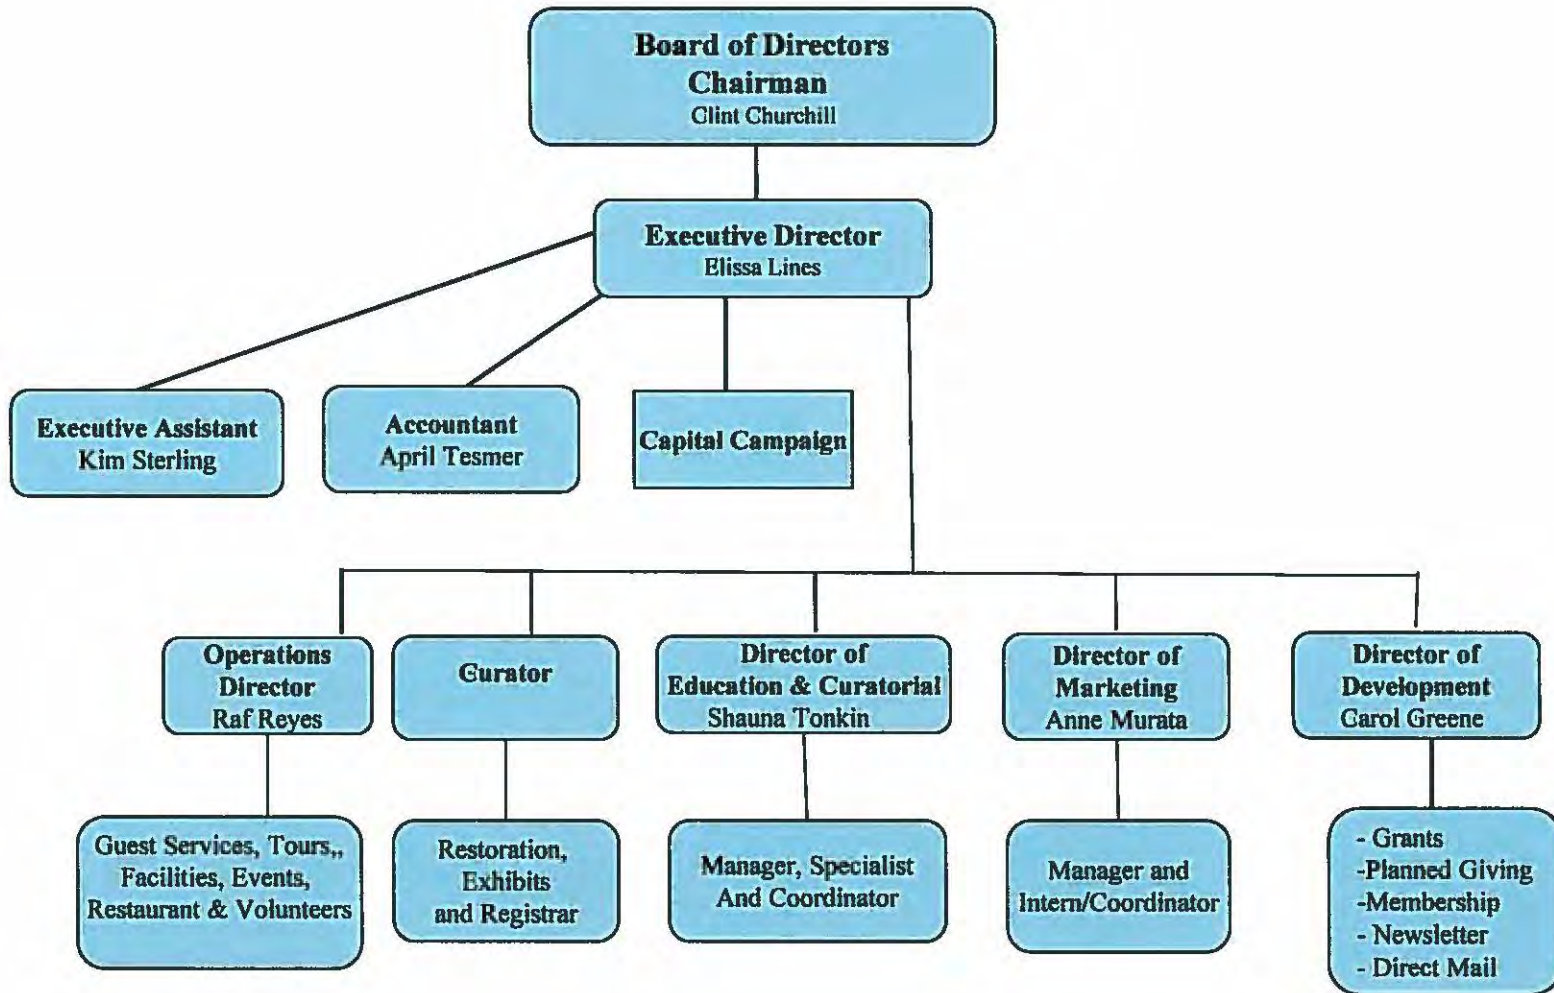 Board of Directors
Chairman
Clint Churchill
Executive Director
Elissa Lines
Executive Assistant
Kim Sterling
Accountant
April Tesmer
Capital Campaign
Operations
Director
Raf Reyes
Curator
Director of
Education & Curatorial
Shauna Tonkin
Director of
Marketing
Anne Murata
Director of
Development
Carol Greene
Guest Services, Tours,,
Facilities, Events,
Restaurant & Volunteers
Restoration,
Exhibits
and Registrar
Manager, Specialist
And Coordinator
Manager and
Intern/Coordinator
- Grants
-Planned Giving
-Membership
- Newsletter
- Direct Mail